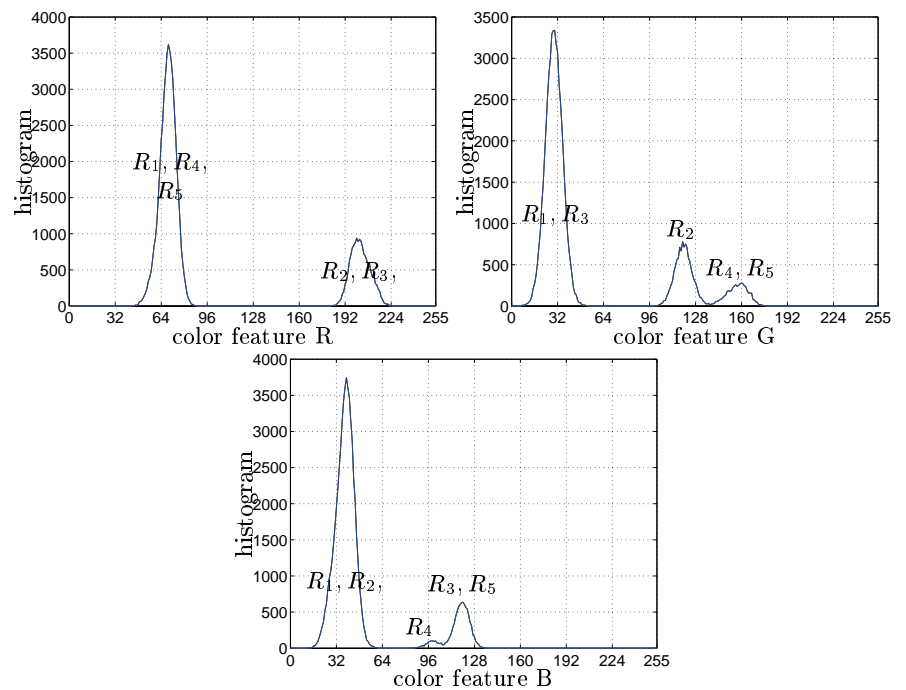 4000
3500
3000
2500
2000
1500
1000
500
0
histogram
R1, R4,
R5
R2, R3,
0 32 64 96 128 160 192 224 255
color feature R
3500
3000
2500
2000
1500
1000
500
0
histogram
R1, R3
R2
R4, R5
0 32 64 96 128 160 192 224 255
color feature G
4000
3500
3000
2500
2000
1500
1000
500
0
histogram
R1, R2,
R4
R3, R5
0 32 64 96 128 160 192 224 255
color feature B